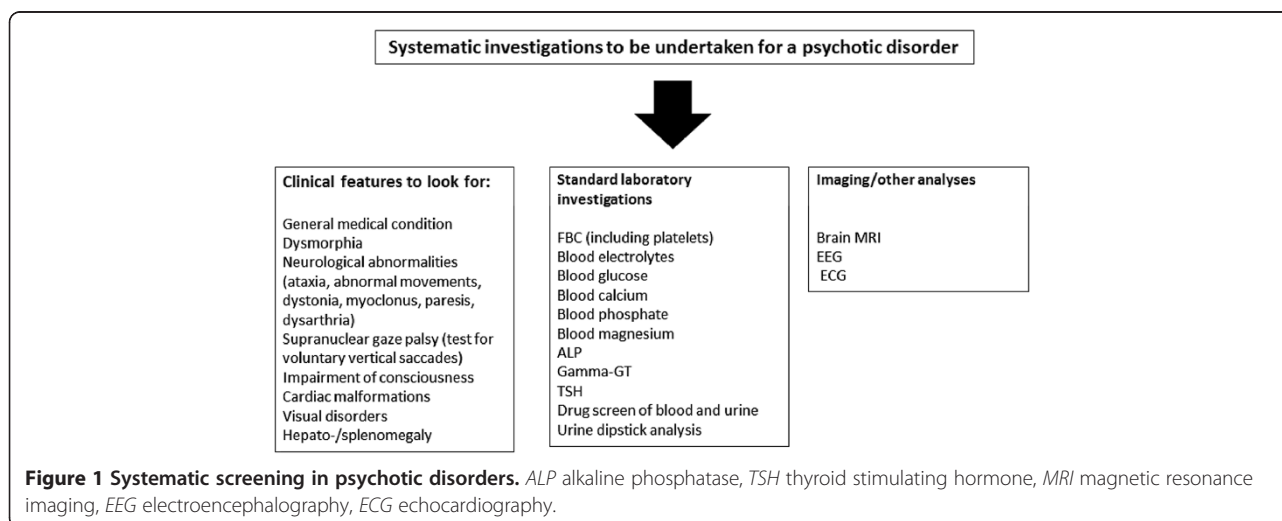 Systematic investigations to be undertaken for a psychotic disorder
Clinical features to look for:
General medical condition
Dysmorphia
Neurological abnormalities
(ataxia, abnormal movements,
dystonia, myoclonus, paresis,
dysarthria)
Supranuclear gaze palsy (test for
voluntary vertical saccades)
Impairment of consciousness
Cardiac malformations
Visual disorders
Hepato-/splenomegaly
Standard laboratory
investigations
FBC (including platelets)
Blood electrolytes
Blood glucose
Blood calcium
Blood phosphate
Blood magnesium
ALP
Gamma-GT
TSH
Drug screen of blood and urine
Urine dipstick analysis
Imaging/other analyses
Brain MRI
EEG
ECG
Figure 1 Systematic screening in psychotic disorders. ALP alkaline phosphatase, TSH thyroid stimulating hormone, MRI magnetic resonance
imaging, EEG electroencephalography, ECG echocardiography.